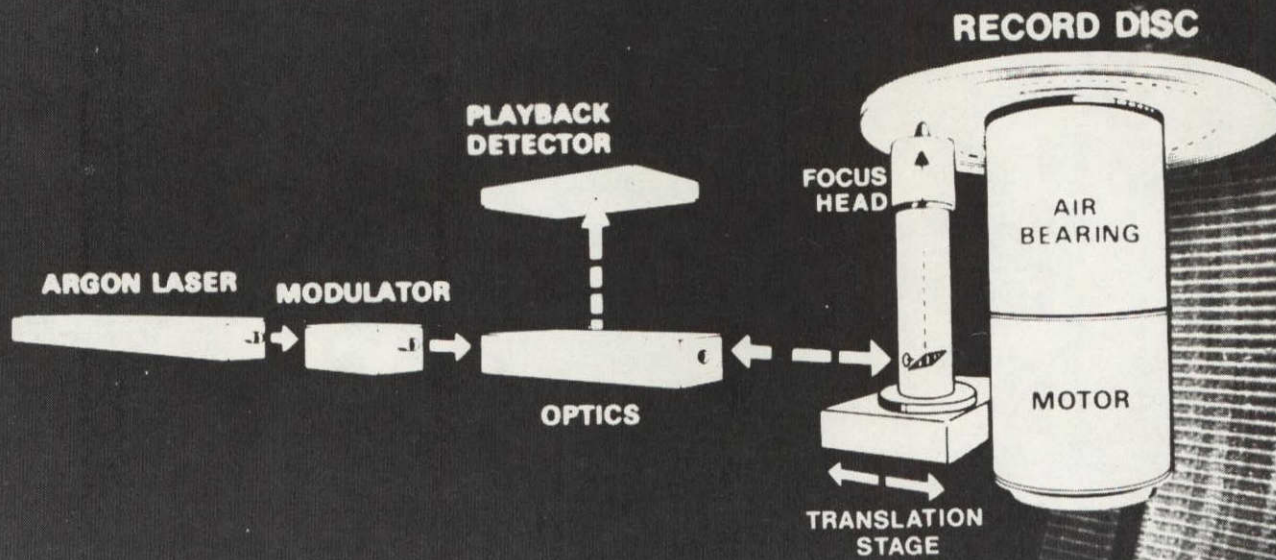 RECORD DISC
PLAYBACK
DETECTOR
FOCUS
HEAD
AIR
BEARING
ARGON LASER
MODULATOR
OPTICS
MOTOR
TRANSLATION
STAGE